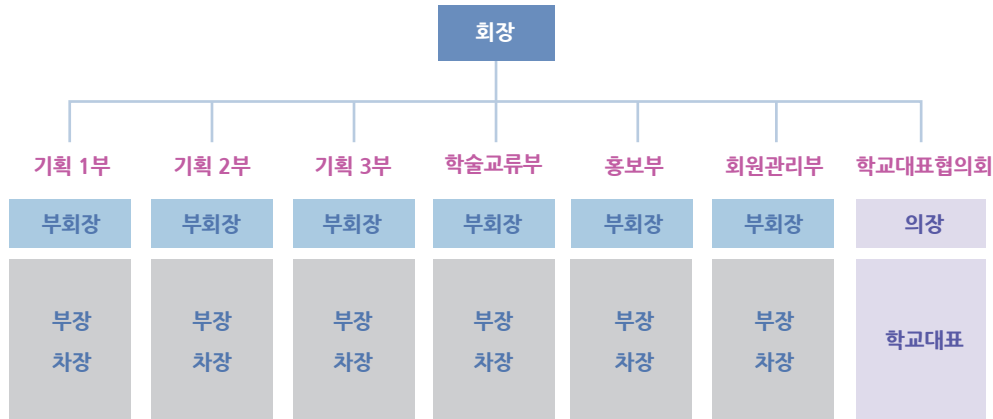 회장
기획 1부 기획 2부 기획 3부 학술교류부 홍보부 회원관리부 학교대표협의회
부회장 부회장 부회장 부회장 부회장 부회장 의장
부장 부장 부장 부장 부장 부장
학교대표
차장 차장 차장 차장 차장 차장